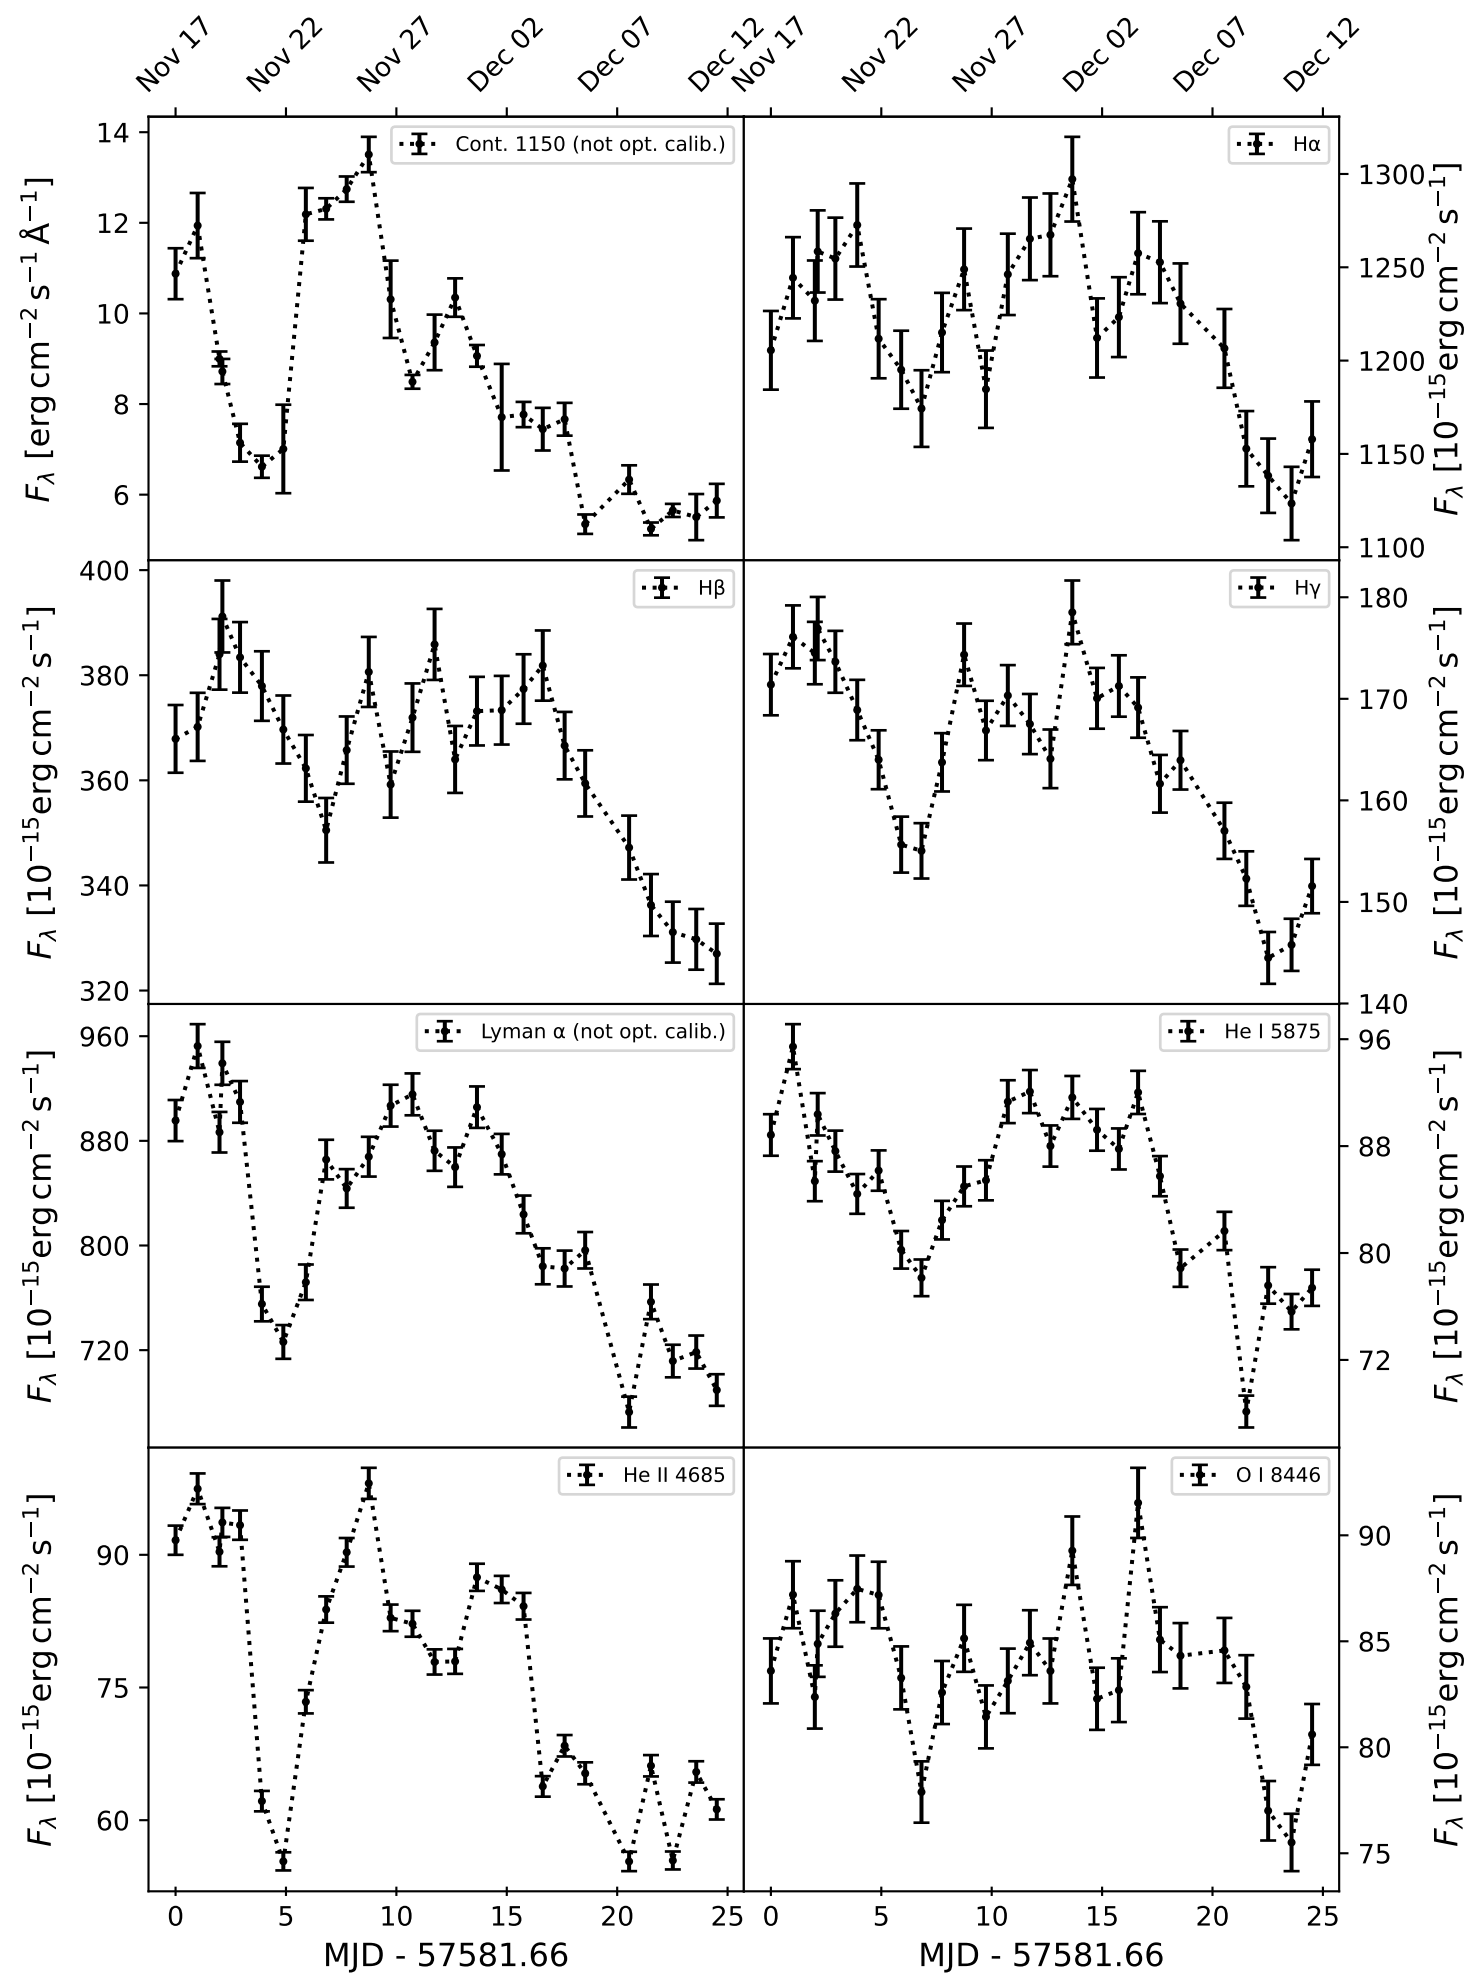 Nov 17
Nov 22
Nov 27
Dec 02
Dec 07
Dec 12
Nov 17
Nov 22
Nov 27
Dec 02
Dec 07
Dec 12
Cont. 1150 (not opt. calib.)
14
12
10
8
6
Fλ [erg cm−2 s−1 Å−1]
Hα
1300
1250
1200
1150
1100
Fλ [10−15erg cm−2 s−1]
Hβ
400
380
360
340
320
Fλ [10−15erg cm−2 s−1]
Hγ
180
170
160
150
140
Fλ [10−15erg cm−2 s−1]
Lyman α (not opt. calib.)
960
880
800
720
Fλ [10−15erg cm−2 s−1]
He I 5875
96
88
80
72
Fλ [10−15erg cm−2 s−1]
He II 4685
90
75
60
Fλ [10−15erg cm−2 s−1]
O I 8446
90
85
80
75
Fλ [10−15erg cm−2 s−1]
0 5 10 15 20 25
0 5 10 15 20 25
MJD - 57581.66
MJD - 57581.66